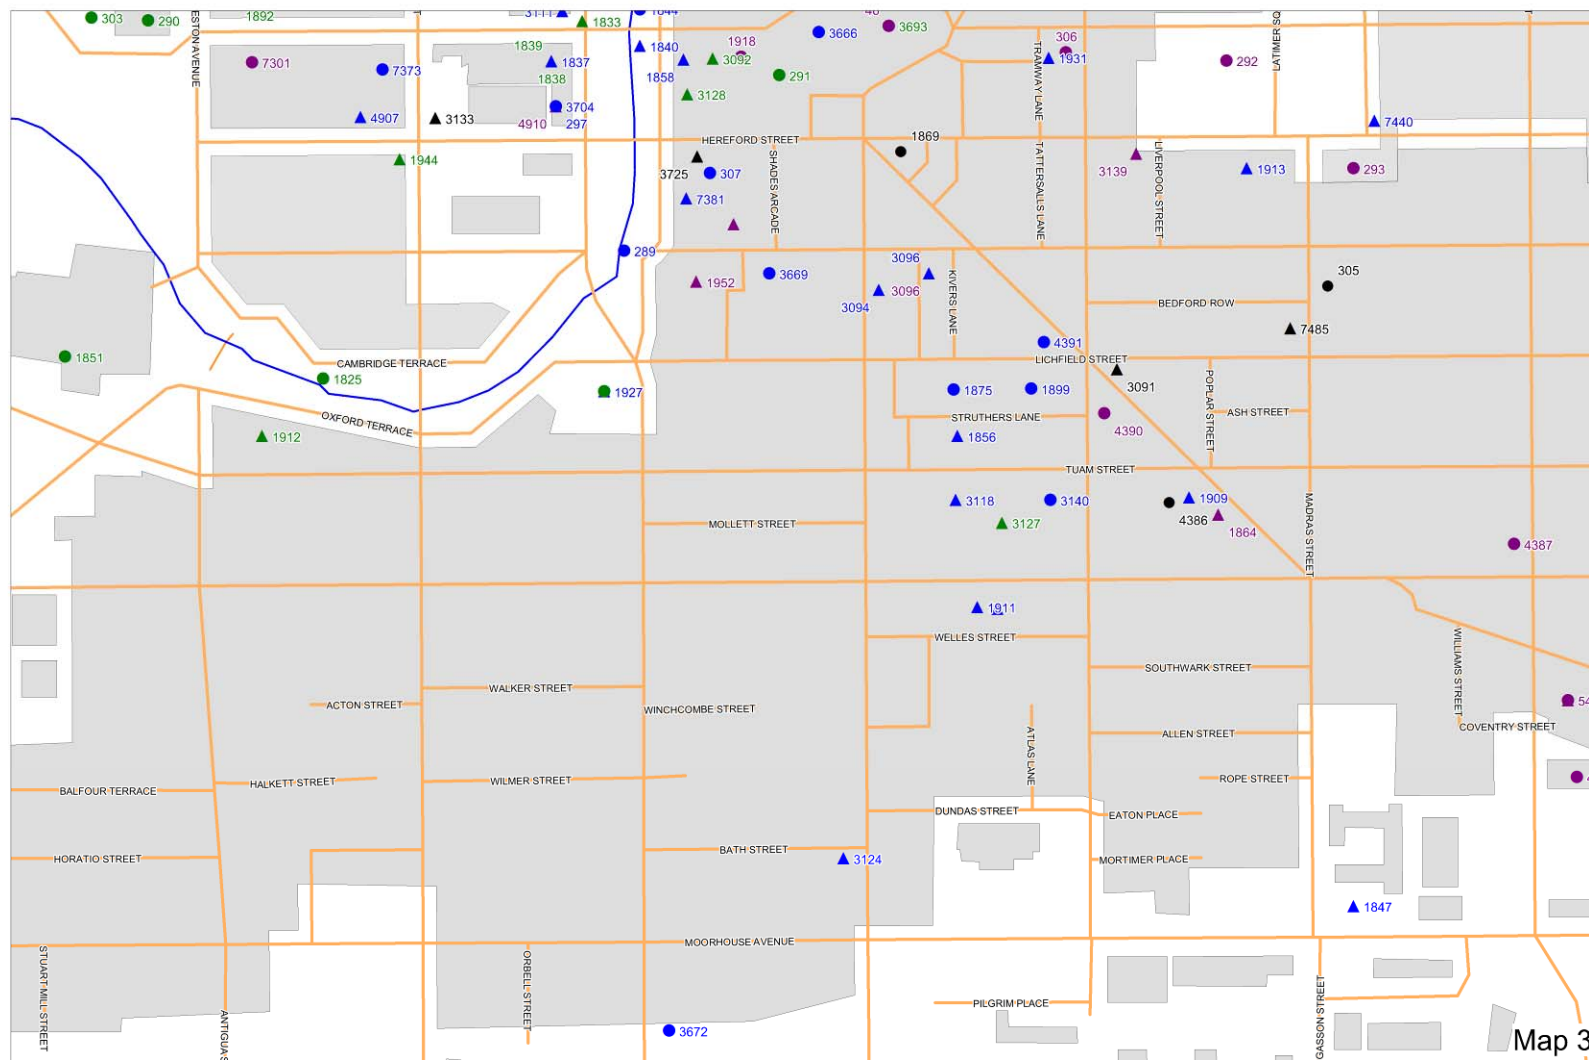 303
290
1892
1833
1844
3111
48
3693
3666
1918
306
1839
1840
3092
1931
292
7301
7373
1837
1858
291
1838
3128
4907
3133
3704
4910
297
7440
HEREFORD STREET
TRAMWAY LANE
1869
1944
3725
307
SHADES ARCADE
TATTERSALLS LANE
3139
LIVERPOOL STREET
1913
293
7381
289
3096
1952
3669
3096
3094
KIVERS LANE
305
BEDFORD ROW
7485
4391
LICHFIELD STREET
CAMBRIDGE TERRACE
1851
1825
1927
1875
1899
3091
POPLAR STREET
ASH STREET
OXFORD TERRACE
STRUTHERS LANE
4390
1912
1856
TUAM STREET
3118
3140
1909
4386
1864
MADRAS STREET
MOLLETT STREET
3127
4387
1911
WELLES STREET
WILLIAMS STREET
SOUTHWARK STREET
WALKER STREET
ACTON STREET
WINCHCOMBE STREET
COVENTRY STREET
ALLEN STREET
ATLAS LANE
HALKETT STREET
WILMER STREET
ROPE STREET
BALFOUR TERRACE
DUNDAS STREET
EATON PLACE
HORATIO STREET
BATH STREET
3124
MORTIMER PLACE
1847
MOORHOUSE AVENUE
STUART MILL STREET
ORBELL STREET
PILGRIM PLACE
GASSON STREET
ANTIGUA S
3672
Map 3